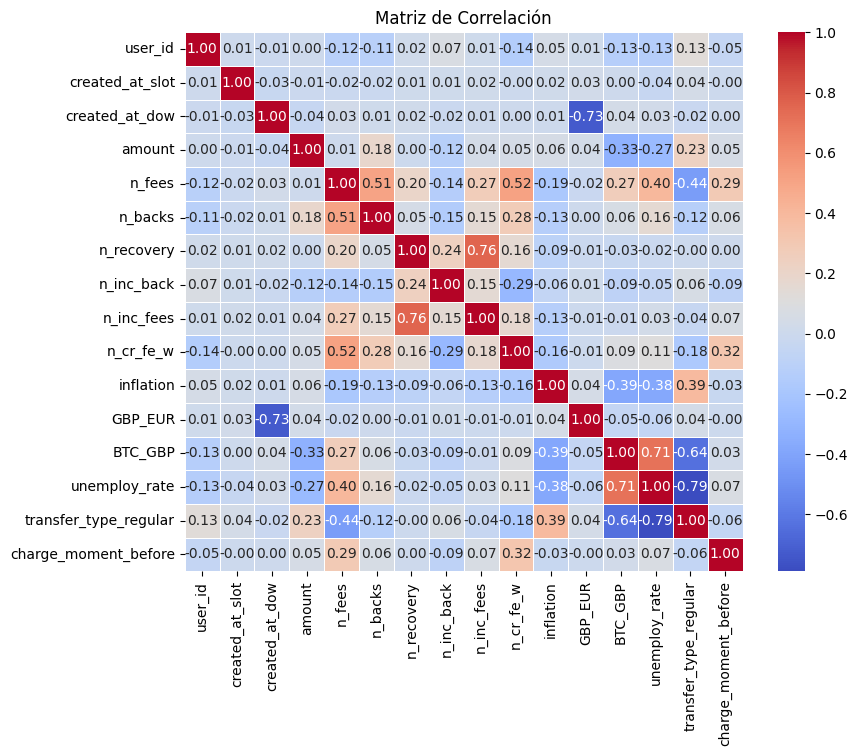 Matriz de Correlación
user_id 1.00 0.01 -0.01 0.00 -0.12 -0.11 0.02 0.07 0.01 -0.14 0.05 0.01 -0.13 -0.13 0.13 -0.05
created_at_slot 0.01 1.00 -0.03 -0.01 -0.02 -0.02 0.01 0.01 0.02 -0.00 0.02 0.03 0.00 -0.04 0.04 -0.00
created_at_dow -0.01 -0.03 1.00 -0.04 0.03 0.01 0.02 -0.02 0.01 0.00 0.01 -0.73 0.04 0.03 -0.02 0.00
amount 0.00 -0.01 -0.04 1.00 0.01 0.18 0.00 -0.12 0.04 0.05 0.06 0.04 -0.33 -0.27 0.23 0.05
n_fees -0.12 -0.02 0.03 0.01 1.00 0.51 0.20 -0.14 0.27 0.52 -0.19 -0.02 0.27 0.40 -0.44 0.29
n_backs -0.11 -0.02 0.01 0.18 0.51 1.00 0.05 -0.15 0.15 0.28 -0.13 0.00 0.06 0.16 -0.12 0.06
n_recovery 0.02 0.01 0.02 0.00 0.20 0.05 1.00 0.24 0.76 0.16 -0.09 -0.01 -0.03 -0.02 -0.00 0.00
n_inc_back 0.07 0.01 -0.02 -0.12 -0.14 -0.15 0.24 1.00 0.15 -0.29 -0.06 0.01 -0.09 -0.05 0.06 -0.09
n_inc_fees 0.01 0.02 0.01 0.04 0.27 0.15 0.76 0.15 1.00 0.18 -0.13 -0.01 -0.01 0.03 -0.04 0.07
n_cr_fe_w -0.14 -0.00 0.00 0.05 0.52 0.28 0.16 -0.29 0.18 1.00 -0.16 -0.01 0.09 0.11 -0.18 0.32
inflation 0.05 0.02 0.01 0.06 -0.19 -0.13 -0.09 -0.06 -0.13 -0.16 1.00 0.04 -0.39 -0.38 0.39 -0.03
GBP_EUR 0.01 0.03 -0.73 0.04 -0.02 0.00 -0.01 0.01 -0.01 -0.01 0.04 1.00 -0.05 -0.06 0.04 -0.00
BTC_GBP -0.13 0.00 0.04 -0.33 0.27 0.06 -0.03 -0.09 -0.01 0.09 -0.39 -0.05 1.00 0.71 -0.64 0.03
unemploy_rate -0.13 -0.04 0.03 -0.27 0.40 0.16 -0.02 -0.05 0.03 0.11 -0.38 -0.06 0.71 1.00 -0.79 0.07
transfer_type_regular 0.13 0.04 -0.02 0.23 -0.44 -0.12 -0.00 0.06 -0.04 -0.18 0.39 0.04 -0.64 -0.79 1.00 -0.06
charge_moment_before -0.05 -0.00 0.00 0.05 0.29 0.06 0.00 -0.09 0.07 0.32 -0.03 -0.00 0.03 0.07 -0.06 1.00
user_id
created_at_slot
created_at_dow
amount
n_fees
n_backs
n_recovery
n_inc_back
n_inc_fees
n_cr_fe_w
inflation
GBP_EUR
BTC_GBP
unemploy_rate
transfer_type_regular
charge_moment_before
1.0
0.8
0.6
0.4
0.2
0.0
−0.2
−0.4
−0.6